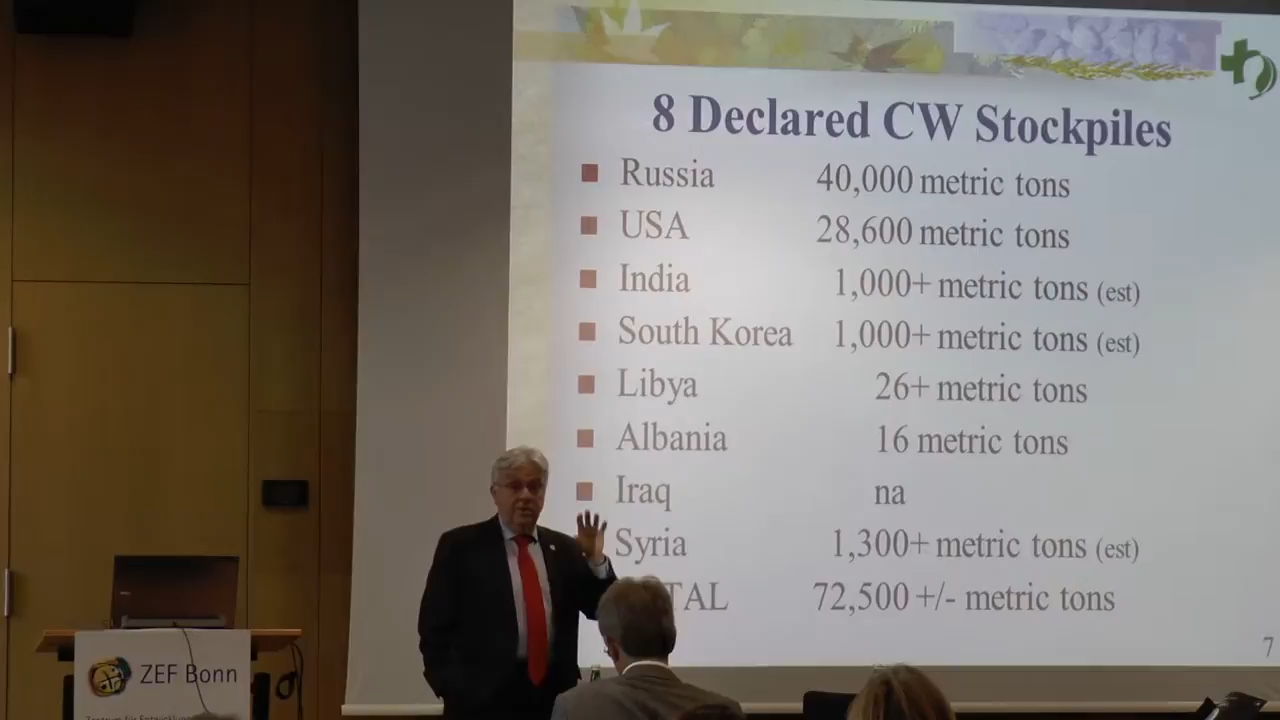 8 Declared CW Stockpiles
Russia 40,000 metric tons
USA 28,600 metric tons
India 1,000+ metric tons (est)
South Korea 1,000+ metric tons (est)
Libya 26+ metric tons
Albania 16 metric tons
Iraq na
Syria 1,300+ metric tons (est)
TAL 72,500 +/- metric tons
7
ZEF Bonn